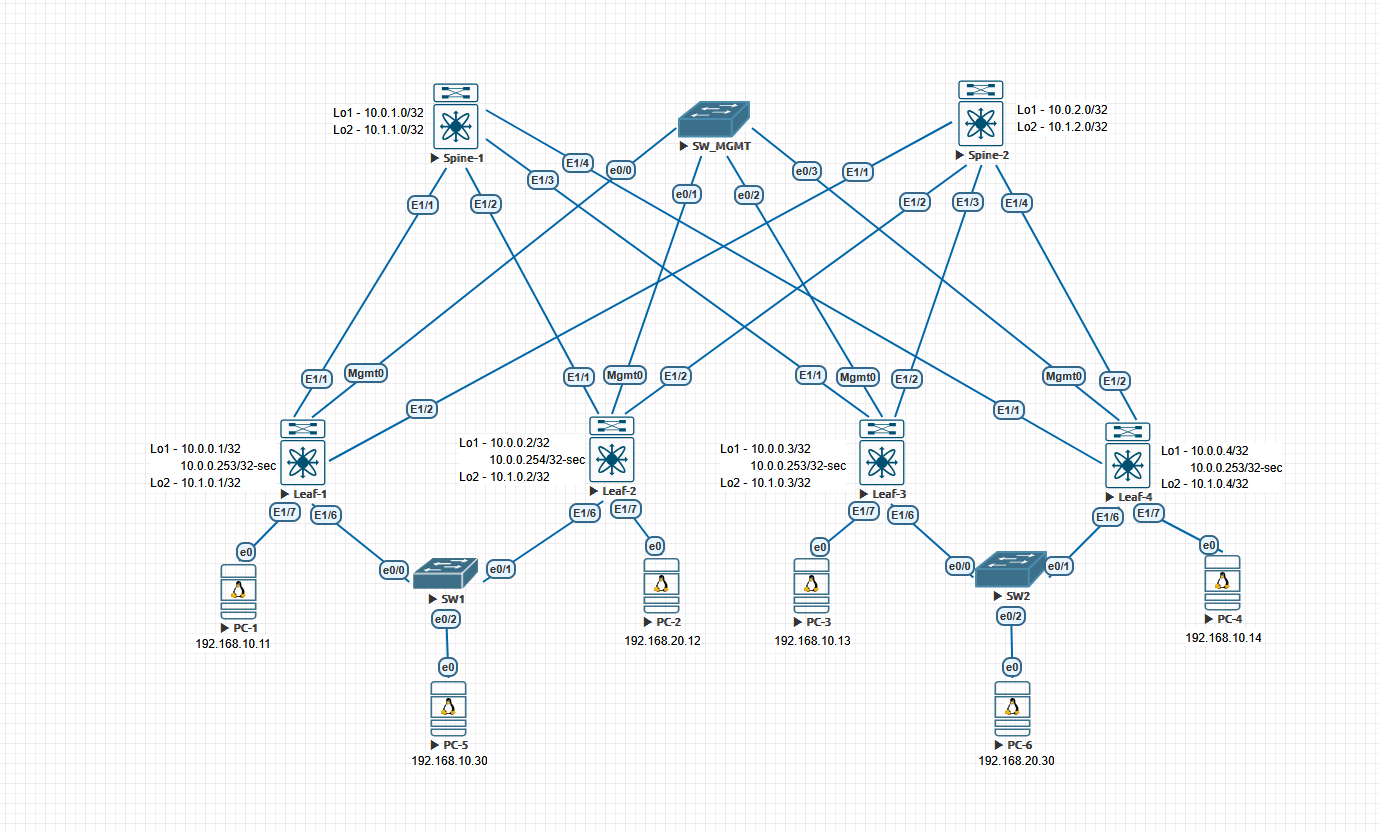 Lo1 - 10.0.1.0/32
Lo2 - 10.1.1.0/32
Spine-1
SW_MGMT
Lo1 - 10.0.2.0/32
Lo2 - 10.1.2.0/32
Spine-2
E1/4
E1/3
e0/0
e0/3
E1/1
E1/1
E1/2
e0/1
e0/2
E1/2
E1/3
E1/4
E1/1
Mgmt0
E1/2
E1/1
Mgmt0
E1/2
E1/1
Mgmt0
E1/2
E1/1
Mgmt0
E1/2
Lo1 - 10.0.0.1/32
10.0.0.253/32-sec
Lo2 - 10.1.0.1/32
Leaf-1
Lo1 - 10.0.0.2/32
10.0.0.254/32-sec
Lo2 - 10.1.0.2/32
Leaf-2
Lo1 - 10.0.0.3/32
10.0.0.253/32-sec
Lo2 - 10.1.0.3/32
Leaf-3
Lo1 - 10.0.0.4/32
10.0.0.253/32-sec
Lo2 - 10.1.0.4/32
Leaf-4
E1/7
E1/6
E1/6
E1/7
E1/7
E1/6
E1/6
E1/7
e0
e0/0
e0/1
e0
e0
e0/0
e0/1
e0
SW1
SW2
e0/2
e0/2
PC-1
192.168.10.11
PC-2
192.168.20.12
PC-3
192.168.10.13
PC-4
192.168.10.14
e0
e0
PC-5
192.168.10.30
PC-6
192.168.20.30